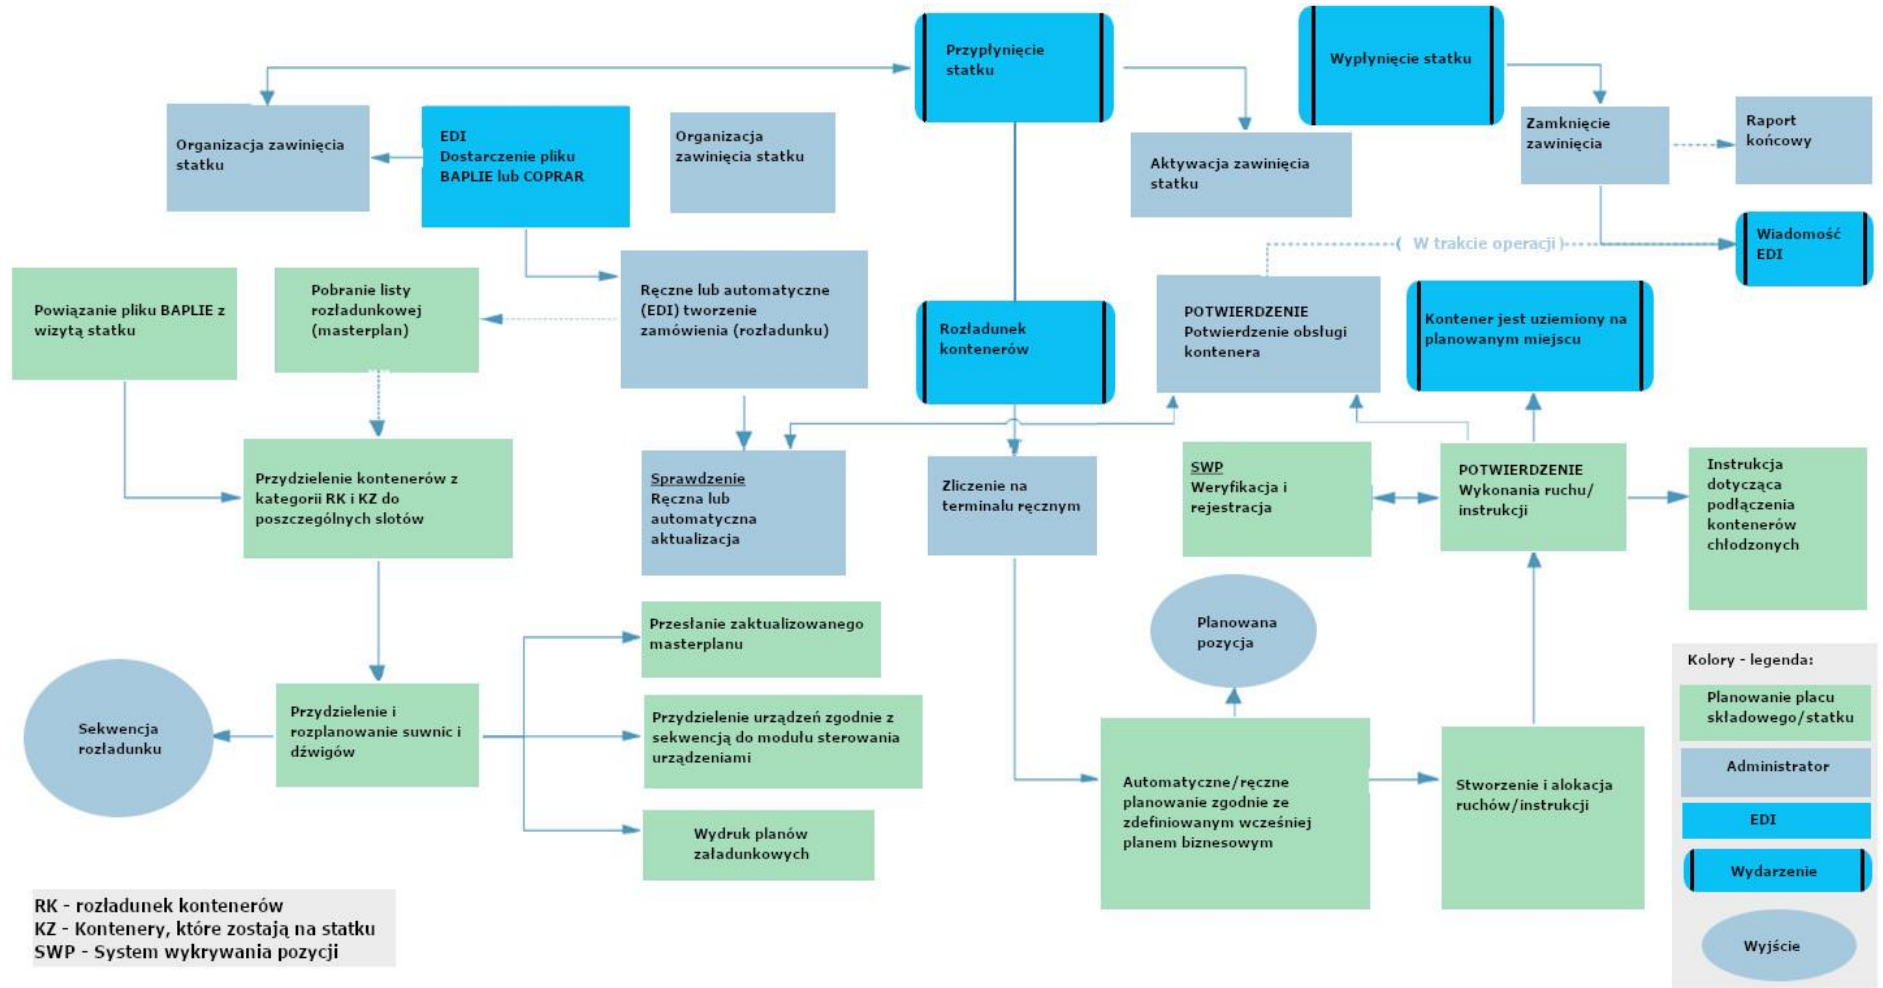 Przypłynięcie
statku
Wypłynięcie statku
Organizacja zawinięcia
statku
EDI
Dostarczenie pliku
BAPLIE lub COPRAR
Organizacja
zawinięcia statku
Aktywacja zawinięcia
statku
Zamknięcie
zawinięcia
Raport
końcowy
( W trakcie operacji )
Wiadomość
EDI
Powiązanie pliku BAPLIE z
wizytą statku
Pobranie listy
rozładunkowej
(masterplan)
Ręczne lub automatyczne
(EDI) tworzenie
zamówienia (rozładunku)
Rozładunek
kontenerów
POTWIERDZENIE
Potwierdzenie obsługi
kontenera
Kontener jest uziemiony na
planowanym miejscu
Przydzielenie kontenerów z
kategorii RK i KZ do
poszczególnych slotów
Sprawdzenie
Ręczna lub
automatyczna
aktualizacja
Zliczenie na
terminalu ręcznym
SWP
Weryfikacja i
rejestracja
POTWIERDZENIE
Wykonania ruchu/
instrukcji
Instrukcja
dotycząca
podłączenia
kontenerów
chłodzonych
Planowana
pozycja
Przesłanie zaktualizowanego
masterplanu
Sekwencja
rozładunku
Przydzielenie i
rozplanowanie suwnic i
dźwigów
Przydzielenie urządzeń zgodnie z
sekwencją do modułu sterowania
urządzeniami
Wydruk planów
załadunkowych
Automatyczne/ręczne
planowanie zgodnie ze
zdefiniowanym wcześniej
planem biznesowym
Stworzenie i alokacja
ruchów/instrukcji
Kolory - legenda:
Planowanie placu
składowego/statku
Administrator
EDI
Wydarzenie
Wyjście
RK - rozładunek kontenerów
KZ - Kontenery, które zostają na statku
SWP - System wykrywania pozycji